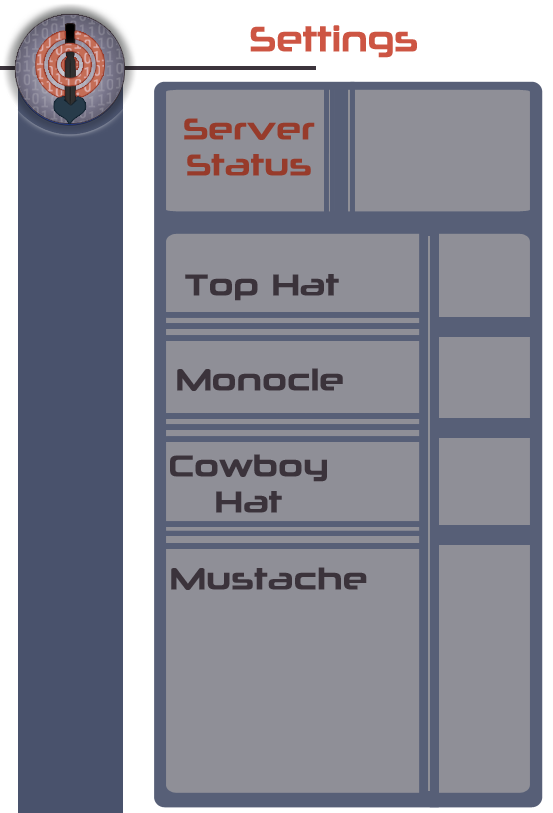 Settings
Server
Status
Top Hat
Monocle
Cowboy
Hat
Mustache